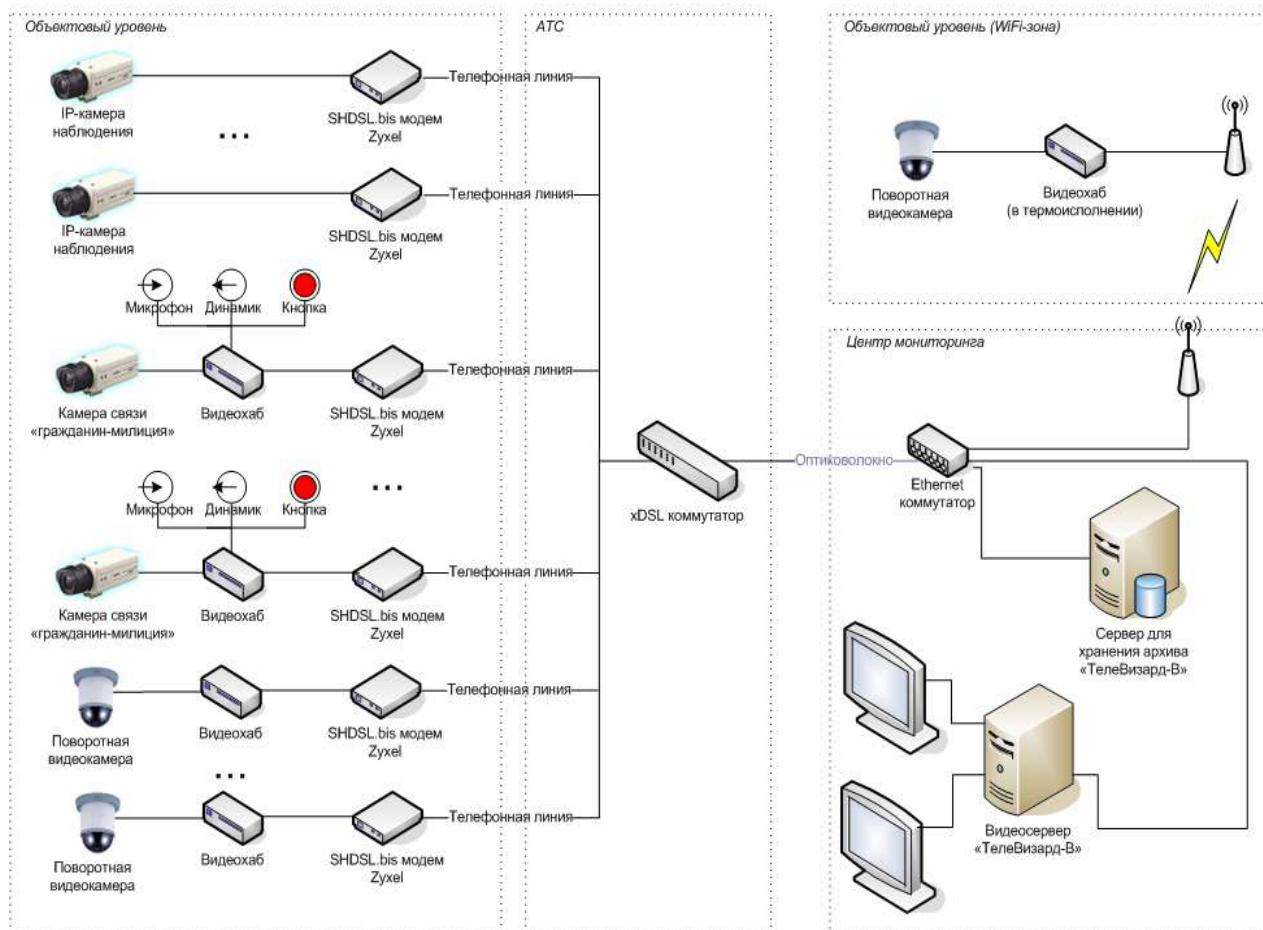 Объектовый уровень
IP-камера
наблюдения
SHDSL.bis модем
Zyxel
Телефонная линия
...
IP-камера
наблюдения
SHDSL.bis модем
Zyxel
Телефонная линия
Микрофон
Динамик
Кнопка
Камера связи
«гражданин-милиция»
Видеохаб
SHDSL.bis модем
Zyxel
Телефонная линия
...
Микрофон
Динамик
Кнопка
Камера связи
«гражданин-милиция»
Видеохаб
SHDSL.bis модем
Zyxel
Телефонная линия
Поворотная
видеокамера
Видеохаб
SHDSL.bis модем
Zyxel
Телефонная линия
...
Поворотная
видеокамера
Видеохаб
SHDSL.bis модем
Zyxel
Телефонная линия
АТС
xDSL коммутатор
Оптиковолокно
Объектовый уровень (WiFi-зона)
Поворотная
видеокамера
Видеохаб
(в термоисполнении)
Центр мониторинга
Ethernet
коммутатор
Сервер для
хранения архива
«ТелеВизард-В»
Видеосервер
«ТелеВизард-В»